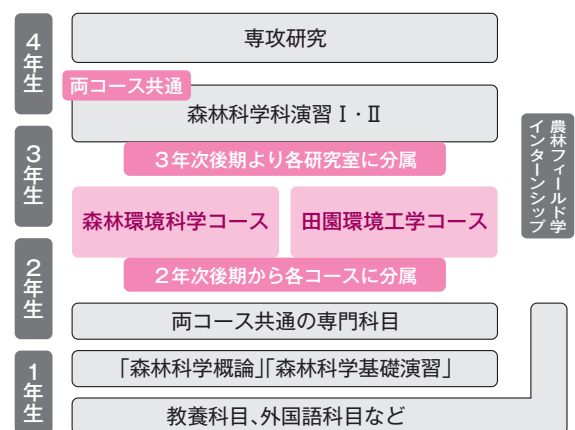 4年生
専攻研究
両コース共通
森林科学科演習Ⅰ・Ⅱ
3年生
3年次後期より各研究室に分属
森林環境科学コース
田園環境工学コース
2年生
2年次後期から各コースに分属
両コース共通の専門科目
1年生
「森林科学概論」「森林科学基礎演習」
教養科目、外国語科目など
農林フィールド学
インターンシップ